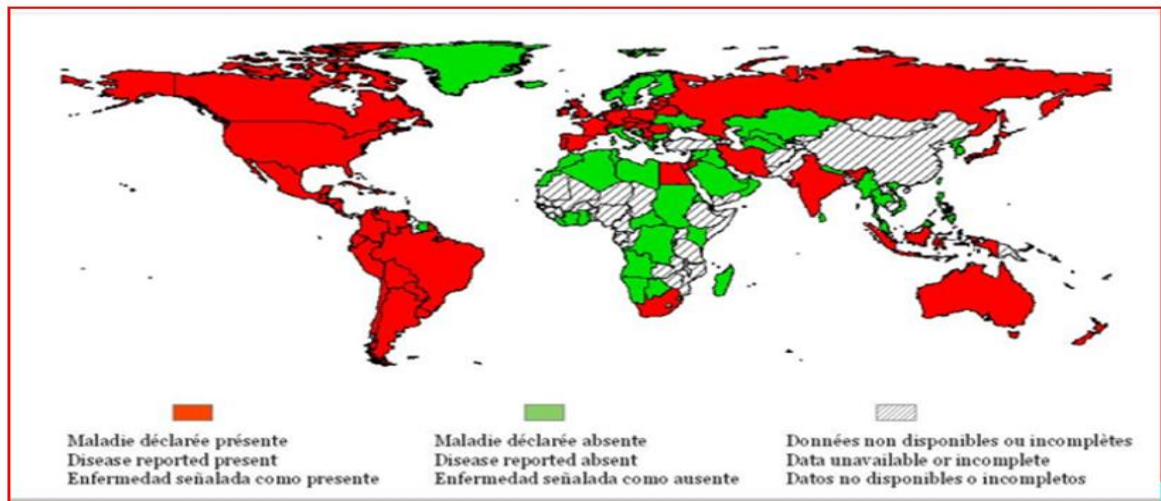 Maladie déclarée présente
Disease reported present
Enfermedad señalada como presente
Maladie déclarée absente
Disease reported absent
Enfermedad señalada como ausente
Données non disponibles ou incomplètes
Data unavailable or incomplete
Datos no disponibles o incompletos